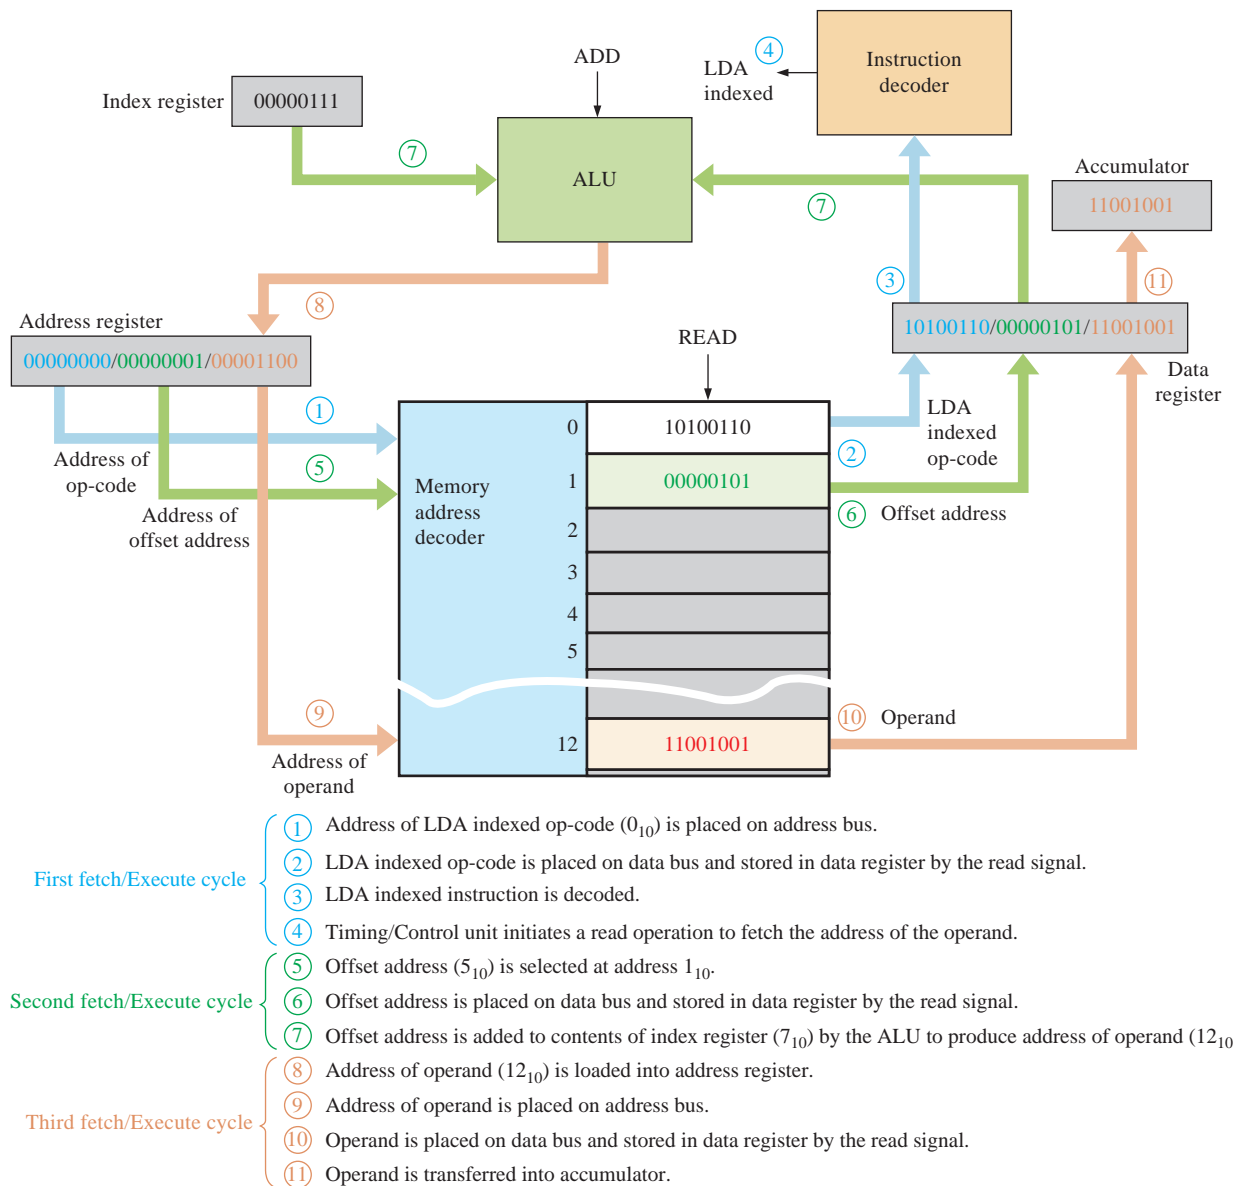 ADD
4
LDA
indexed
Instruction
decoder
Index register
00000111
7
ALU
7
Accumulator
11001001
3
11
8
Address register
00000000/00000001/00001100
READ
10100110/00000101/11001001
Data
register
1
Address of
op-code
5
Address of
offset address
Memory
address
decoder
0
10100110
1
00000101
2
3
4
5
12
11001001
2
LDA
indexed
op-code
6
Offset address
9
Address of
operand
10
Operand
First fetch/Execute cycle
1 Address of LDA indexed op-code (0₁₀) is placed on address bus.
2 LDA indexed op-code is placed on data bus and stored in data register by the read signal.
3 LDA indexed instruction is decoded.
4 Timing/Control unit initiates a read operation to fetch the address of the operand.
Second fetch/Execute cycle
5 Offset address (5₁₀) is selected at address 1₁₀.
6 Offset address is placed on data bus and stored in data register by the read signal.
7 Offset address is added to contents of index register (7₁₀) by the ALU to produce address of operand (12₁₀
Third fetch/Execute cycle
8 Address of operand (12₁₀) is loaded into address register.
9 Address of operand is placed on address bus.
10 Operand is placed on data bus and stored in data register by the read signal.
11 Operand is transferred into accumulator.